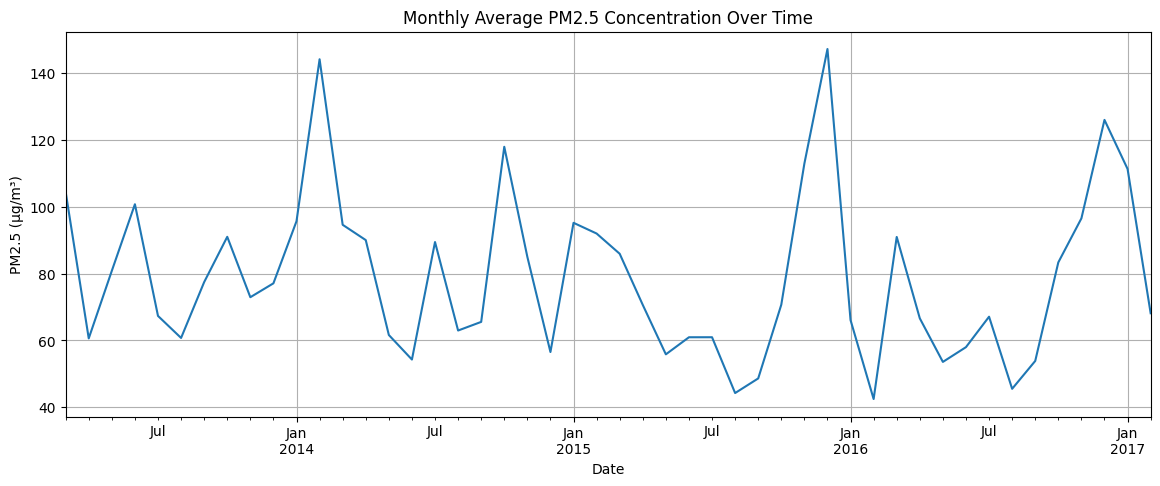 Monthly Average PM2.5 Concentration Over Time
PM2.5 (µg/m³)
140
120
100
80
60
40
Jul
Jan
2014
Jul
Jan
2015
Jul
Jan
2016
Jul
Jan
2017
Date